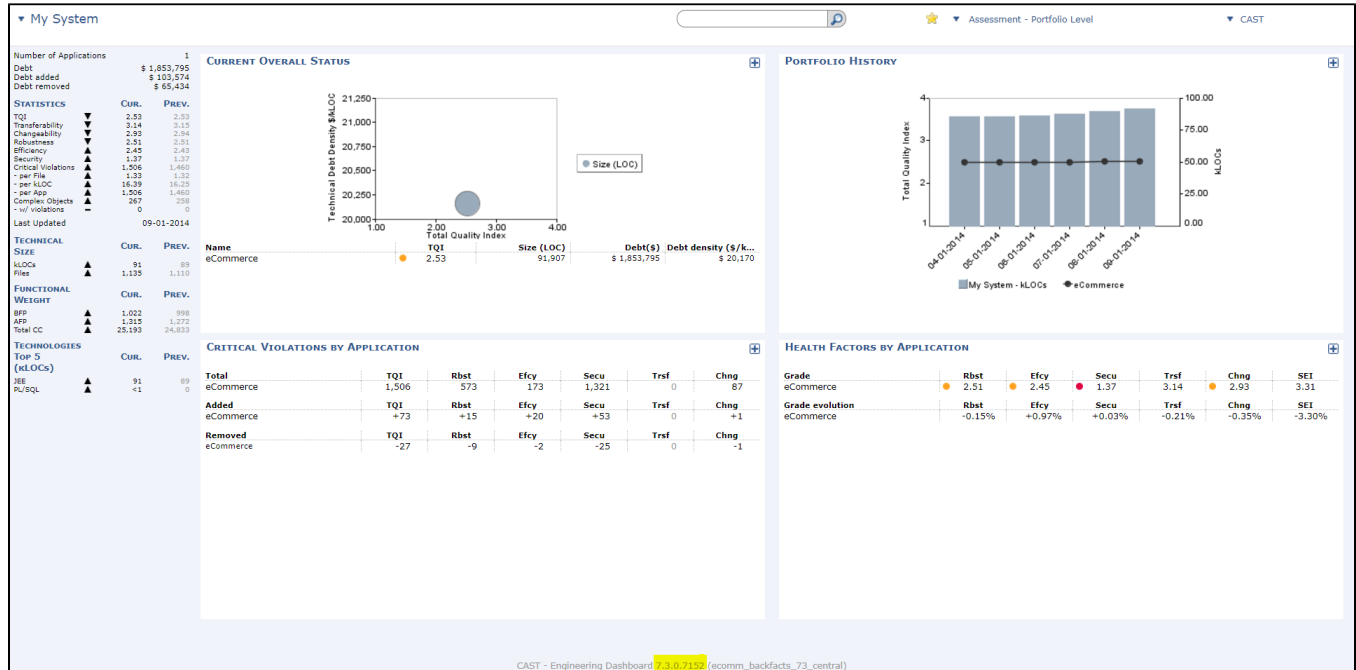 My System
Assessment - Portfolio Level
CAST
Number of Applications 1
Debt $ 1,853,795
Debt added $ 103,574
Debt removed $ 65,434
STATISTICS CUR. PREV.
TQI ▼ 2.53 2.53
Transferability ▼ 3.14 3.15
Changeability ▼ 2.93 2.94
Robustness ▼ 2.51 2.51
Efficiency ▲ 2.45 2.43
Security ▲ 1.37 1.37
Critical Violations ▲ 1,506 1,460
- per File ▲ 1.33 1.32
- per kLOC ▲ 16.39 16.25
- per App ▲ 1,506 1,460
Complex Objects ▲ 267 258
- w/ violations – 0 0
Last Updated 09-01-2014
TECHNICAL SIZE CUR. PREV.
kLOCs ▲ 91 89
Files ▲ 1,135 1,110
FUNCTIONAL WEIGHT CUR. PREV.
BFP ▲ 1,022 998
AFP ▲ 1,315 1,272
Total CC ▲ 25,193 24,833
TECHNOLOGIES
TOP 5 CUR. PREV.
(KLOCS)
JEE ▲ 91 89
PL/SQL ▲ <1 0
CURRENT OVERALL STATUS
Technical Debt Density $/kLOC
21,250
21,000
20,750
20,500
20,250
20,000
1.00 2.00 3.00 4.00
Total Quality Index
Size (LOC)
Name TQI Size (LOC) Debt($) Debt density ($/k...
eCommerce 2.53 91,907 $ 1,853,795 $ 20,170
PORTFOLIO HISTORY
Total Quality Index
4
3
2
1
100.00
75.00
50.00
25.00
0.00
kLOCs
04-01-2014 05-01-2014 06-01-2014 07-01-2014 08-01-2014 09-01-2014
My System - kLOCs eCommerce
CRITICAL VIOLATIONS BY APPLICATION
Total TQI Rbst Efcy Secu Trsf Chng
eCommerce 1,506 573 173 1,321 0 87
Added TQI Rbst Efcy Secu Trsf Chng
eCommerce +73 +15 +20 +53 0 +1
Removed TQI Rbst Efcy Secu Trsf Chng
eCommerce -27 -9 -2 -25 0 -1
HEALTH FACTORS BY APPLICATION
Grade Rbst Efcy Secu Trsf Chng SEI
eCommerce 2.51 2.45 1.37 3.14 2.93 3.31
Grade evolution Rbst Efcy Secu Trsf Chng SEI
eCommerce -0.15% +0.97% +0.03% -0.21% -0.35% -3.30%
CAST - Engineering Dashboard 7.3.0.7152 (ecomm_backfacts_73_central)